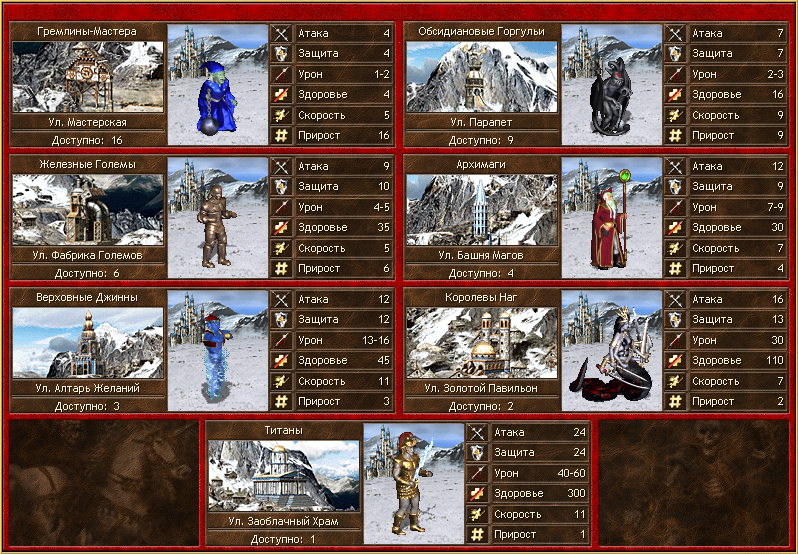 Гремлины-Мастера
Ул. Мастерская
Доступно: 16
Атака 4
Защита 4
Урон 1-2
Здоровье 4
Скорость 5
Прирост 16
Обсидиановые Горгульи
Ул. Парапет
Доступно: 9
Атака 7
Защита 7
Урон 2-3
Здоровье 16
Скорость 9
Прирост 9
Железные Големы
Ул. Фабрика Големов
Доступно: 6
Атака 9
Защита 10
Урон 4-5
Здоровье 35
Скорость 5
Прирост 6
Архимаги
Ул. Башня Магов
Доступно: 4
Атака 12
Защита 9
Урон 7-9
Здоровье 30
Скорость 7
Прирост 4
Верховные Джинны
Ул. Алтарь Желаний
Доступно: 3
Атака 12
Защита 12
Урон 13-16
Здоровье 45
Скорость 11
Прирост 3
Королевы Наг
Ул. Золотой Павильон
Доступно: 2
Атака 16
Защита 13
Урон 30
Здоровье 110
Скорость 7
Прирост 2
Титаны
Ул. Заоблачный Храм
Доступно: 1
Атака 24
Защита 24
Урон 40-60
Здоровье 300
Скорость 11
Прирост 1